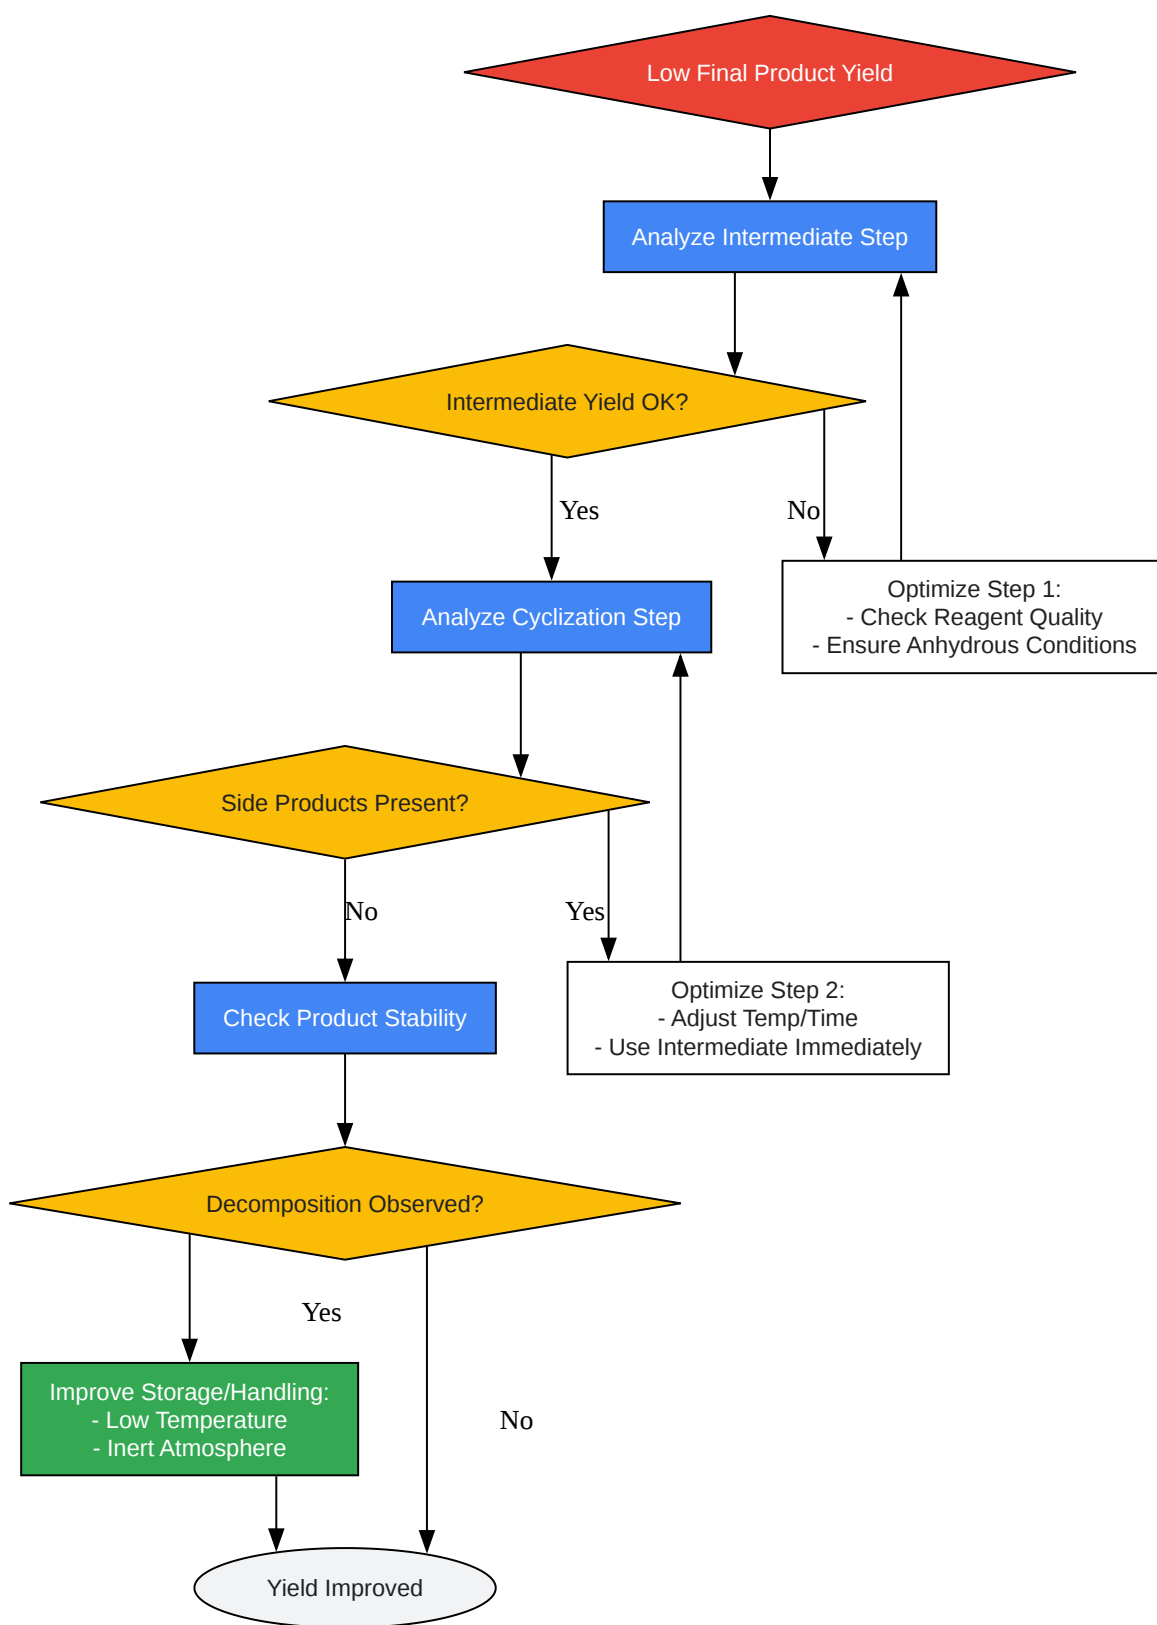 Low Final Product Yield
Analyze Intermediate Step
Intermediate Yield OK?
Yes
No
Analyze Cyclization Step
Optimize Step 1:
- Check Reagent Quality
- Ensure Anhydrous Conditions
Side Products Present?
No
Yes
Check Product Stability
Optimize Step 2:
- Adjust Temp/Time
- Use Intermediate Immediately
Decomposition Observed?
Yes
Improve Storage/Handling:
- Low Temperature
- Inert Atmosphere
No
Yield Improved